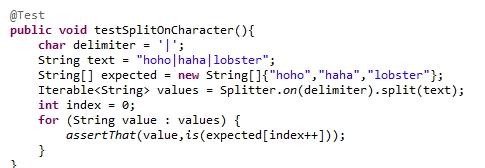 @Test
public void testSplitOnCharacter(){
    char delimiter = '|';
    String text = "hoho|haha|lobster";
    String[] expected = new String[]{"hoho","haha","lobster"};
    Iterable<String> values = Splitter.on(delimiter).split(text);
    int index = 0;
    for (String value : values) {
        assertThat(value,is(expected[index++]));
    }
}